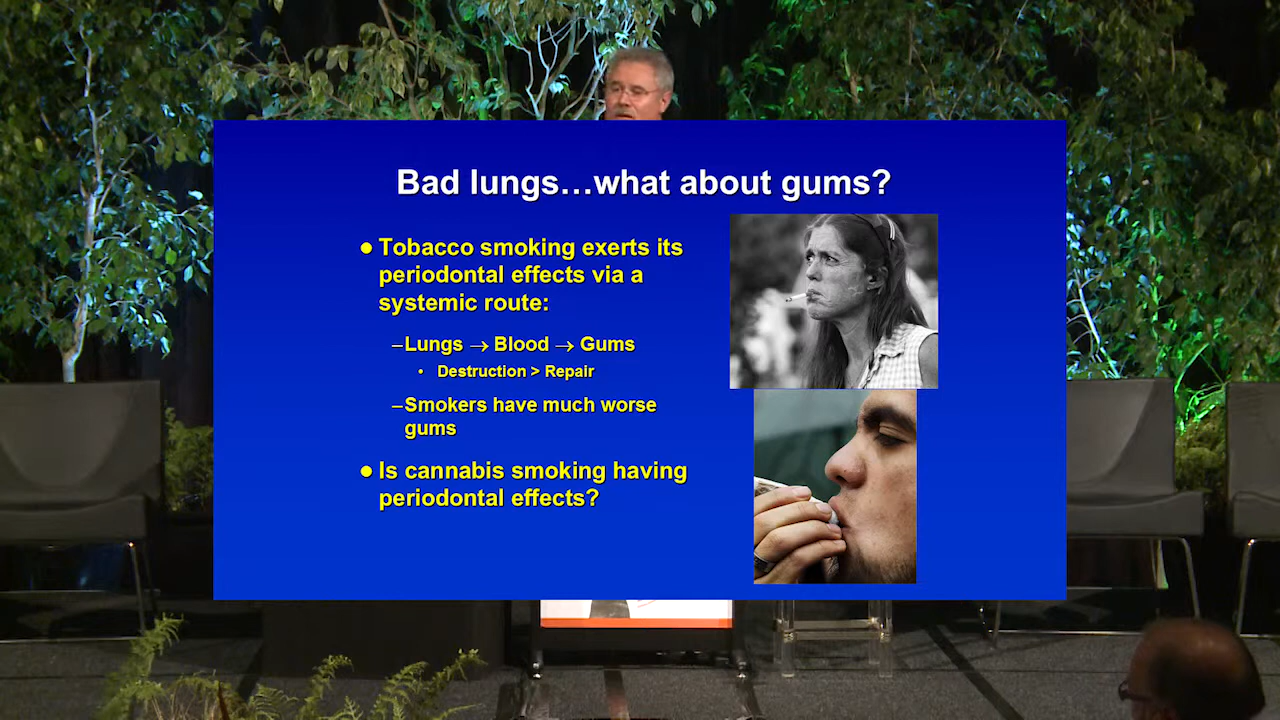 Bad lungs…what about gums?
● Tobacco smoking exerts its
periodontal effects via a
systemic route:
–Lungs → Blood → Gums
• Destruction > Repair
–Smokers have much worse
gums
● Is cannabis smoking having
periodontal effects?